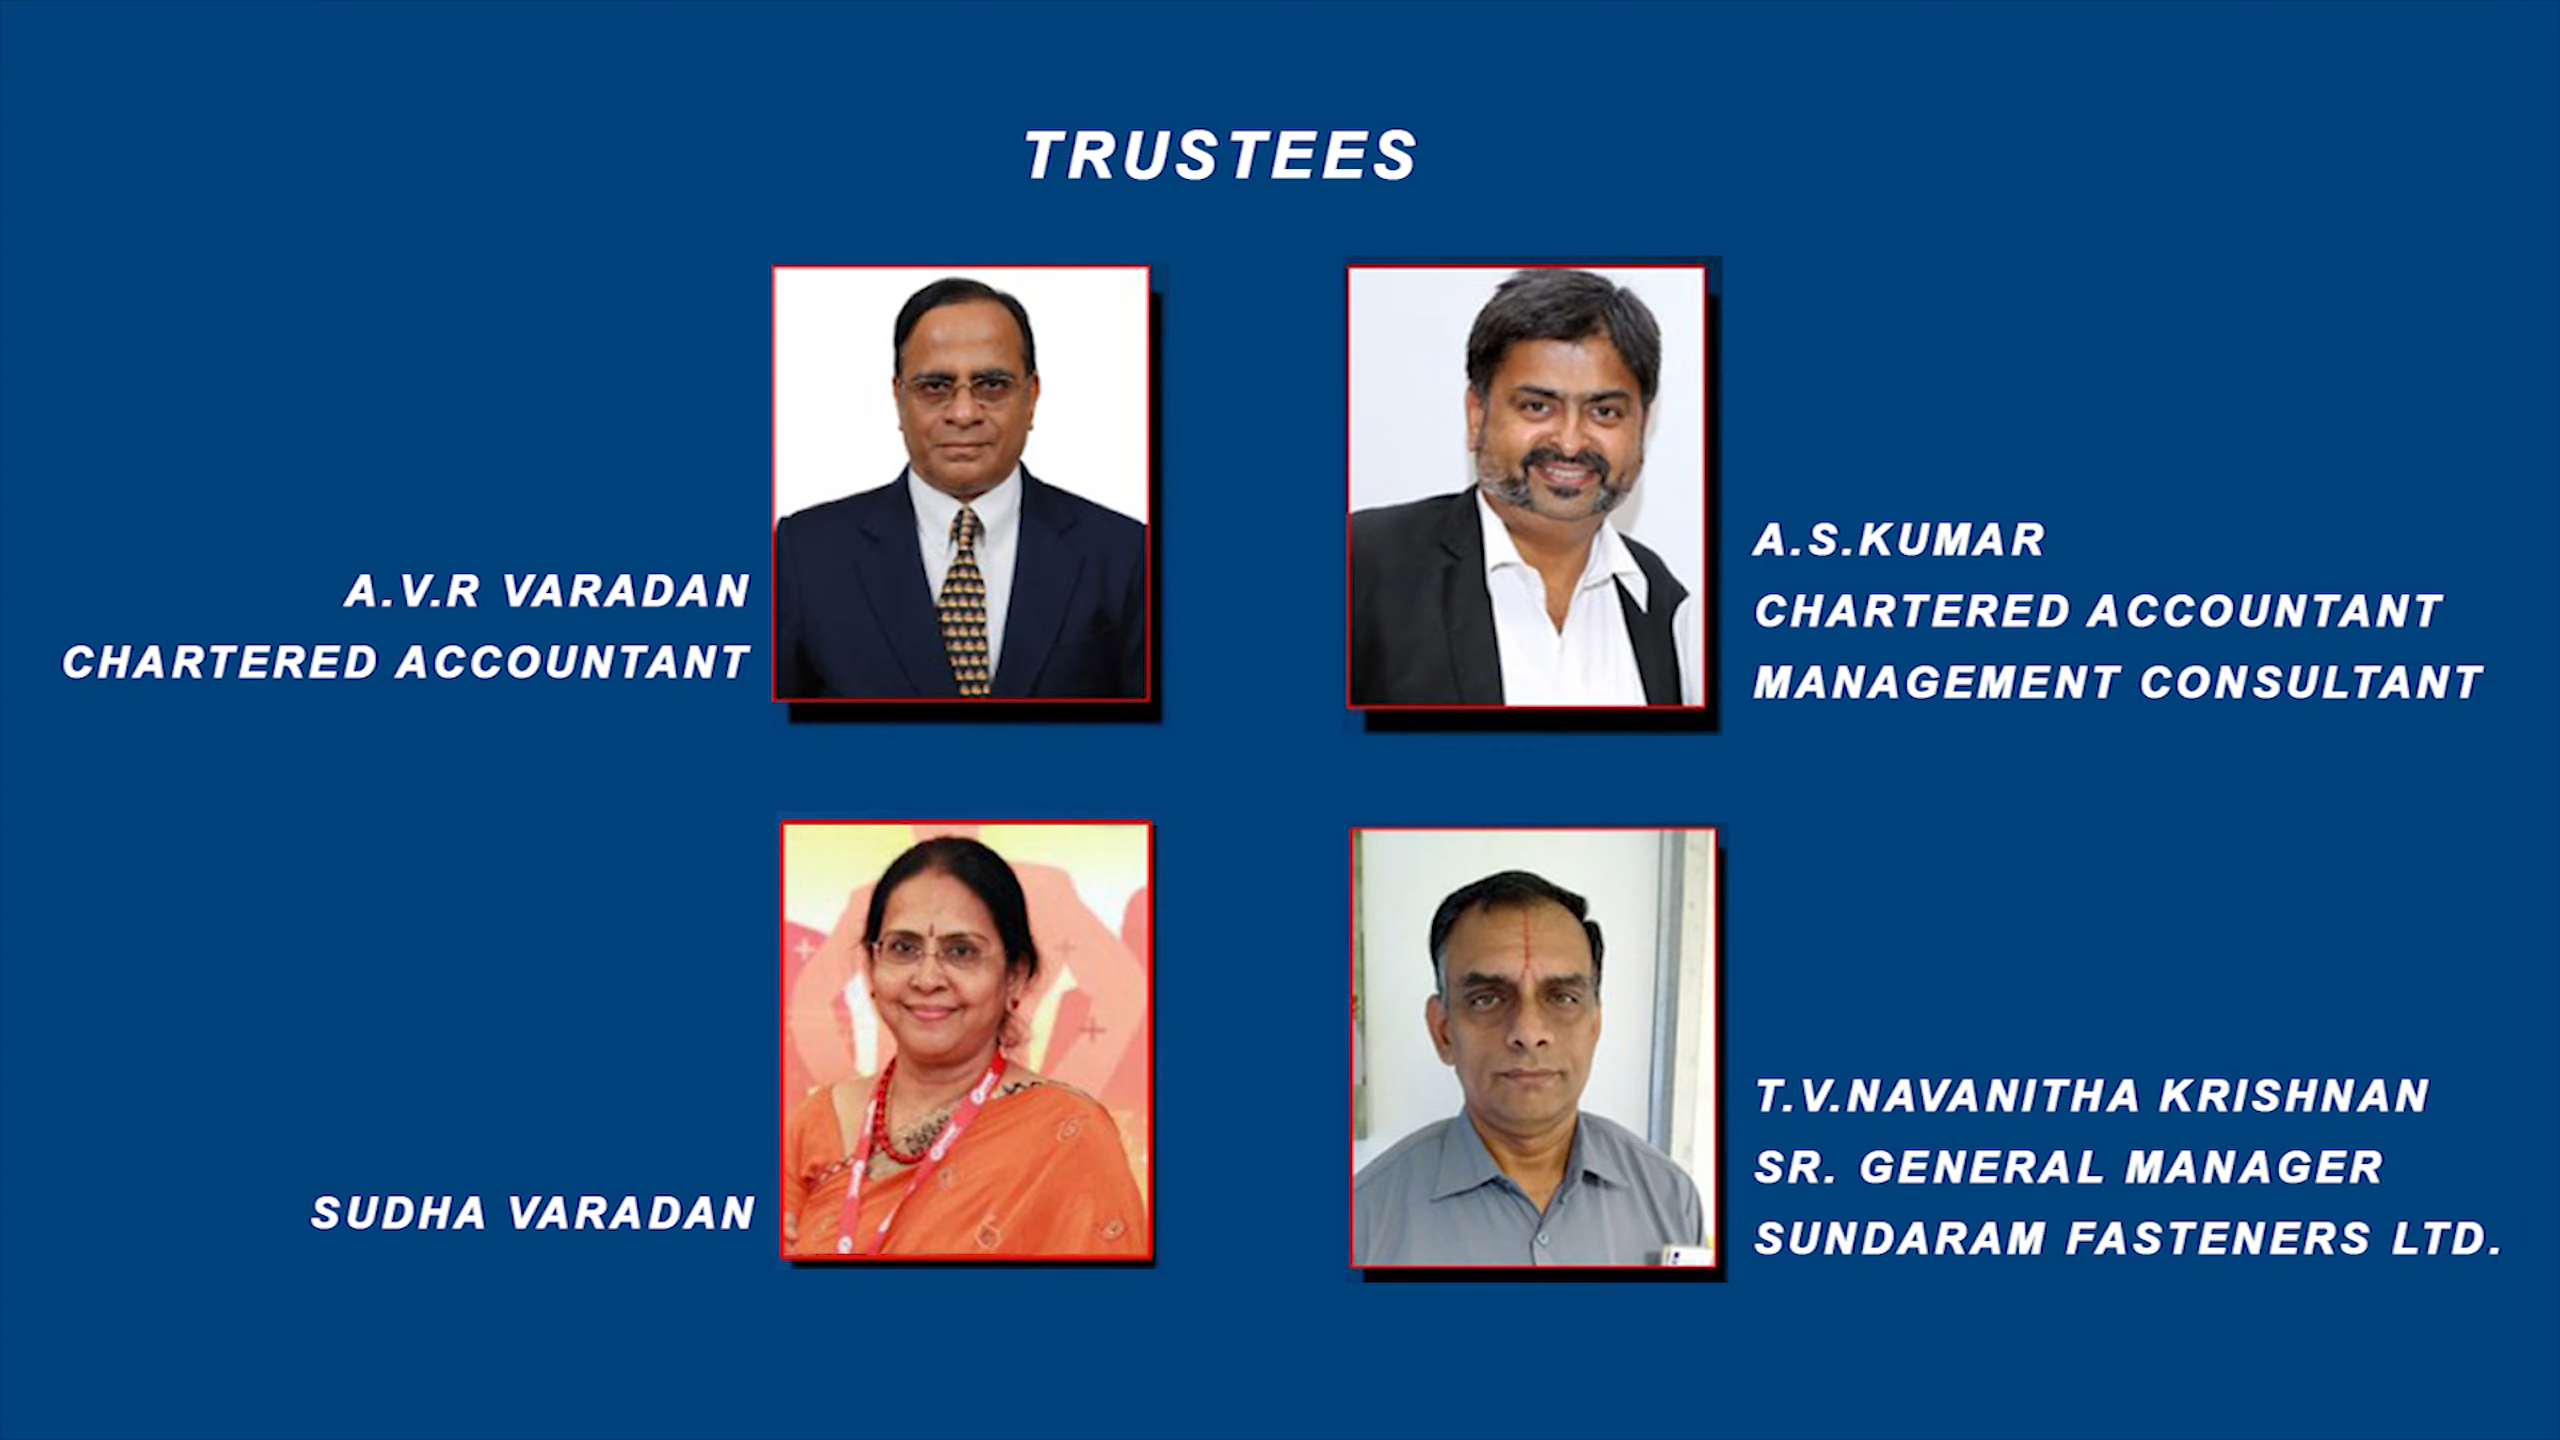 TRUSTEES
A.V.R VARADAN
CHARTERED ACCOUNTANT
A.S.KUMAR
CHARTERED ACCOUNTANT
MANAGEMENT CONSULTANT
SUDHA VARADAN
T.V.NAVANITHA KRISHNAN
SR. GENERAL MANAGER
SUNDARAM FASTENERS LTD.